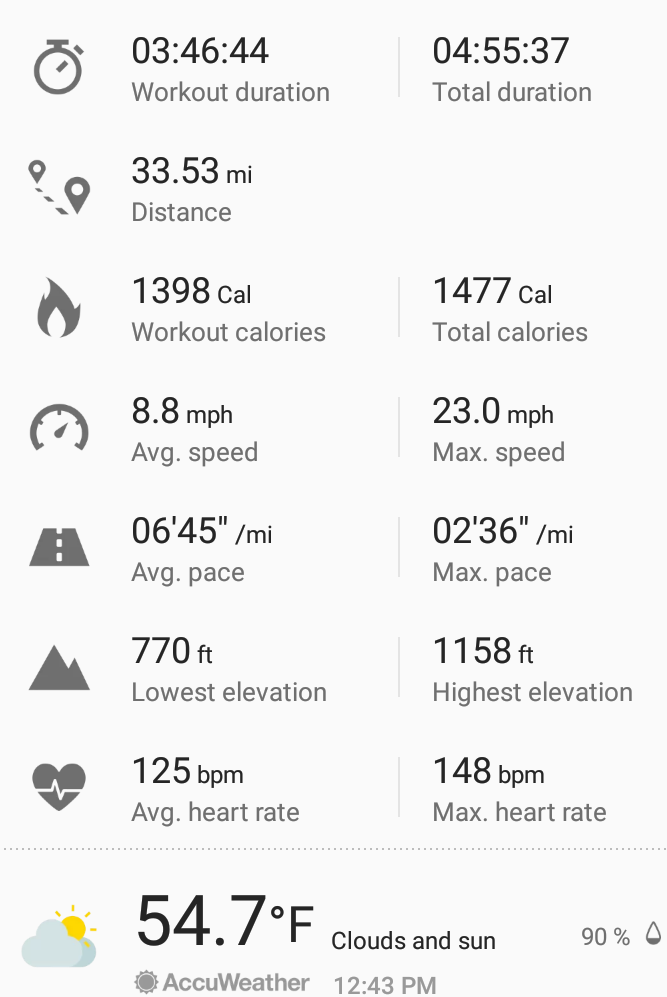 03:46:44 04:55:37
Workout duration Total duration
33.53 mi
Distance
1398 Cal 1477 Cal
Workout calories Total calories
8.8 mph 23.0 mph
Avg. speed Max. speed
06'45" /mi 02'36" /mi
Avg. pace Max. pace
770 ft 1158 ft
Lowest elevation Highest elevation
125 bpm 148 bpm
Avg. heart rate Max. heart rate
54.7°F Clouds and sun 90 %
AccuWeather 12:43 PM